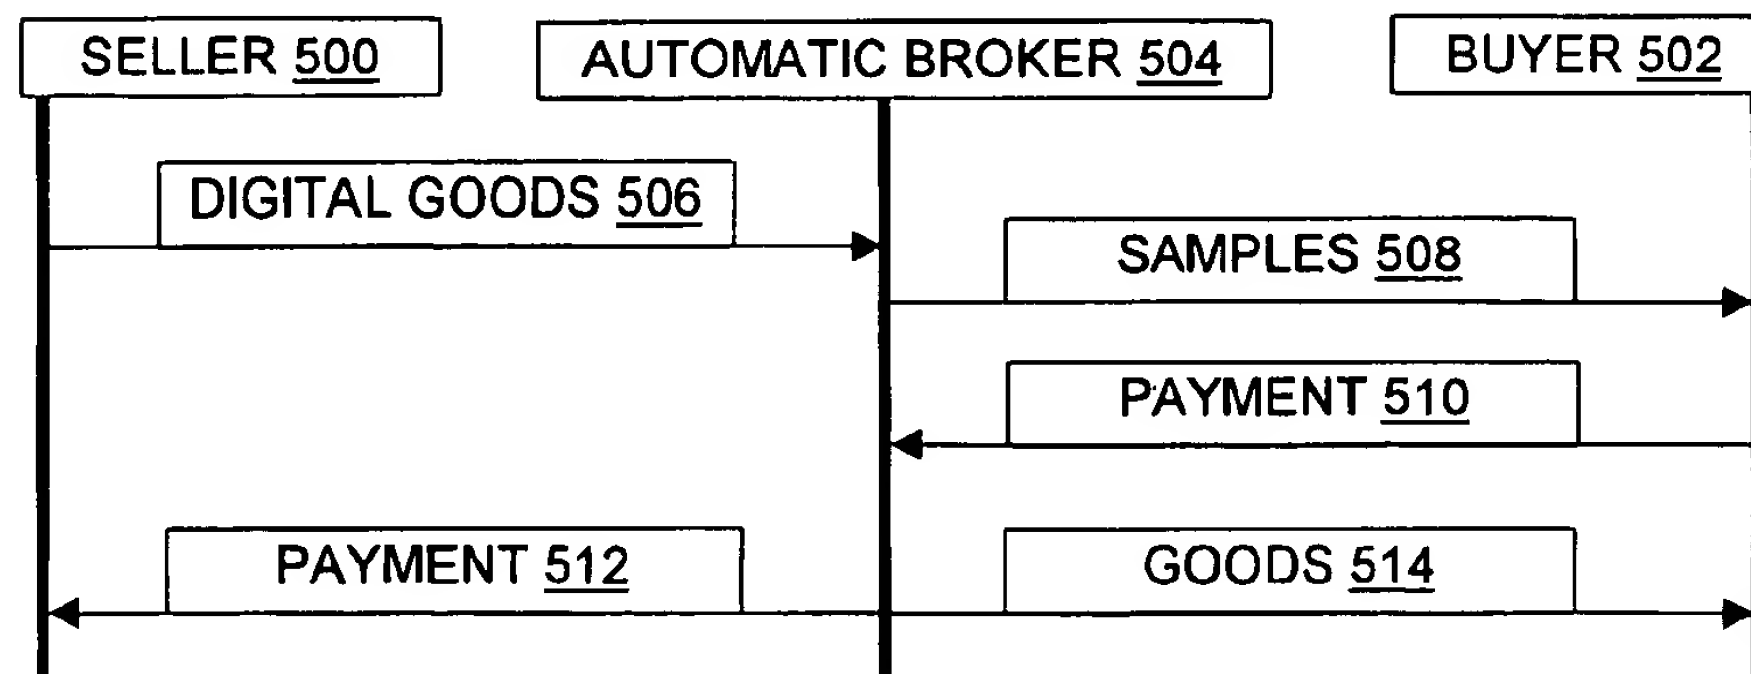 SELLER 500
AUTOMATIC BROKER 504
BUYER 502
DIGITAL GOODS 506
SAMPLES 508
PAYMENT 510
PAYMENT 512
GOODS 514